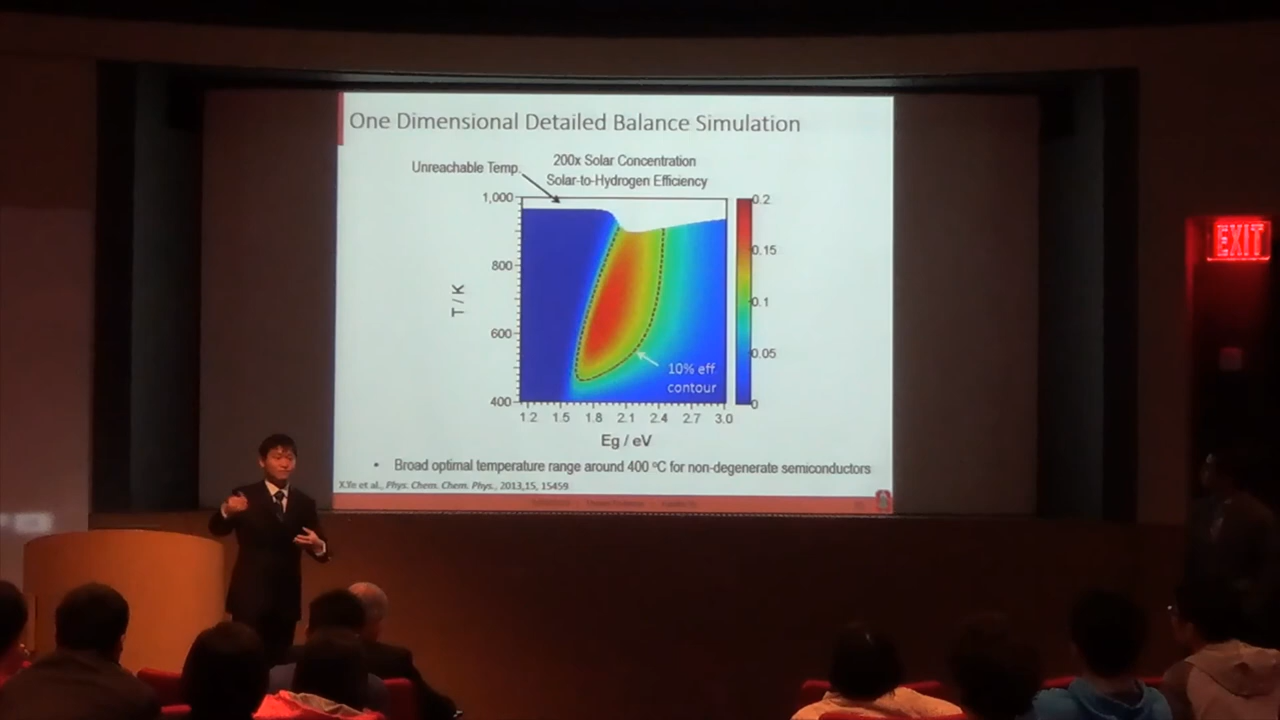 One Dimensional Detailed Balance Simulation
Unreachable Temp.
200x Solar Concentration
Solar-to-Hydrogen Efficiency
1,000
800
600
400
T / K
1.2 1.5 1.8 2.1 2.4 2.7 3.0
Eg / eV
10% eff.
contour
0.2
0.15
0.1
0.05
0
• Broad optimal temperature range around 400 ºC for non-degenerate semiconductors
X.Ye et al., Phys. Chem. Chem. Phys., 2013,15, 15459
EXIT